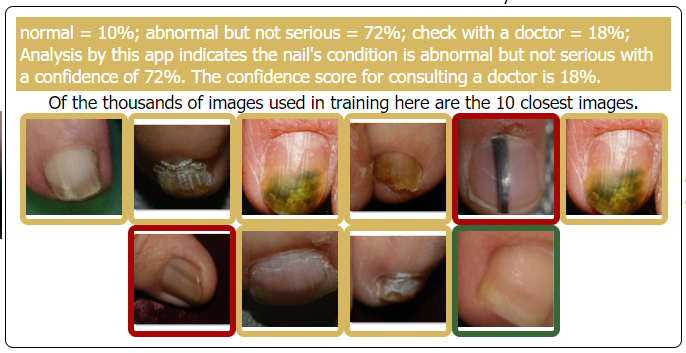 normal = 10%; abnormal but not serious = 72%; check with a doctor = 18%;
Analysis by this app indicates the nail's condition is abnormal but not serious with
a confidence of 72%. The confidence score for consulting a doctor is 18%.
Of the thousands of images used in training here are the 10 closest images.